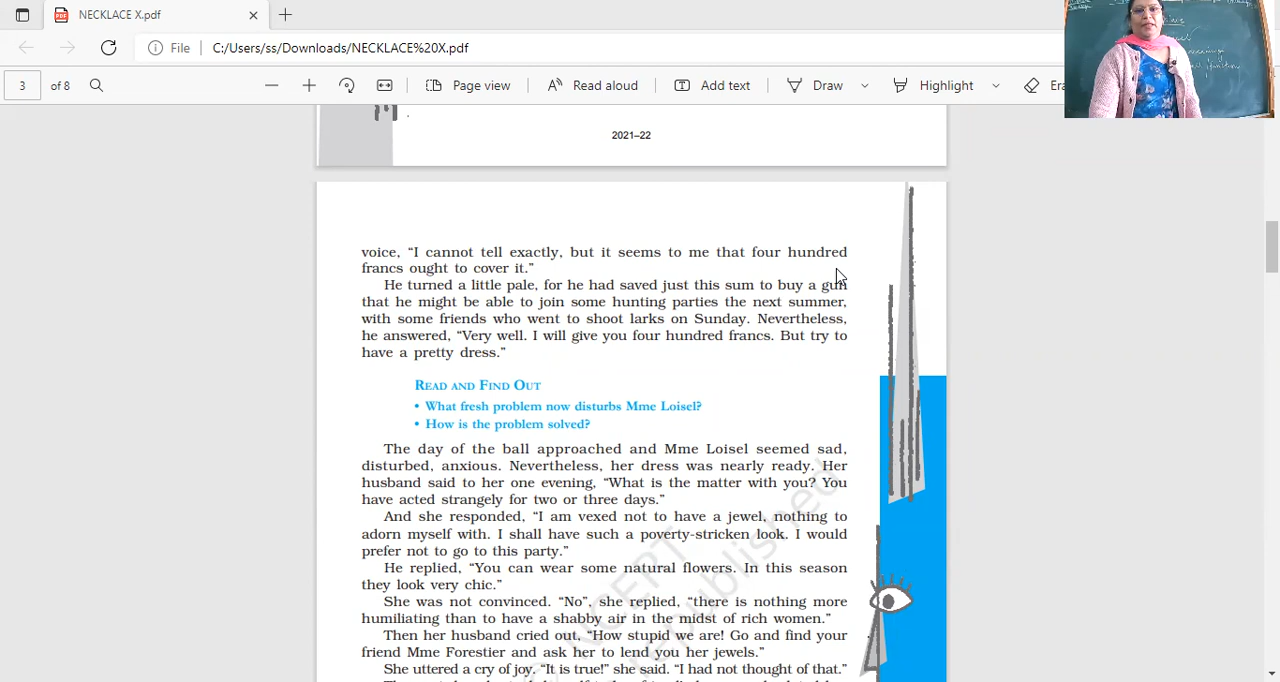 NECKLACE X.pdf
File
C:/Users/ss/Downloads/NECKLACE%20X.pdf
3 of 8
Page view
Read aloud
Add text
Draw
Highlight
2021–22
voice, “I cannot tell exactly, but it seems to me that four hundred
francs ought to cover it.”
He turned a little pale, for he had saved just this sum to buy a gun
that he might be able to join some hunting parties the next summer,
with some friends who went to shoot larks on Sunday. Nevertheless,
he answered, “Very well. I will give you four hundred francs. But try to
have a pretty dress.”
READ AND FIND OUT
• What fresh problem now disturbs Mme Loisel?
• How is the problem solved?
The day of the ball approached and Mme Loisel seemed sad,
disturbed, anxious. Nevertheless, her dress was nearly ready. Her
husband said to her one evening, “What is the matter with you? You
have acted strangely for two or three days.”
And she responded, “I am vexed not to have a jewel, nothing to
adorn myself with. I shall have such a poverty-stricken look. I would
prefer not to go to this party.”
He replied, “You can wear some natural flowers. In this season
they look very chic.”
She was not convinced. “No”, she replied, “there is nothing more
humiliating than to have a shabby air in the midst of rich women.”
Then her husband cried out, “How stupid we are! Go and find your
friend Mme Forestier and ask her to lend you her jewels.”
She uttered a cry of joy. “It is true!” she said. “I had not thought of that.”
© NCERT
republished